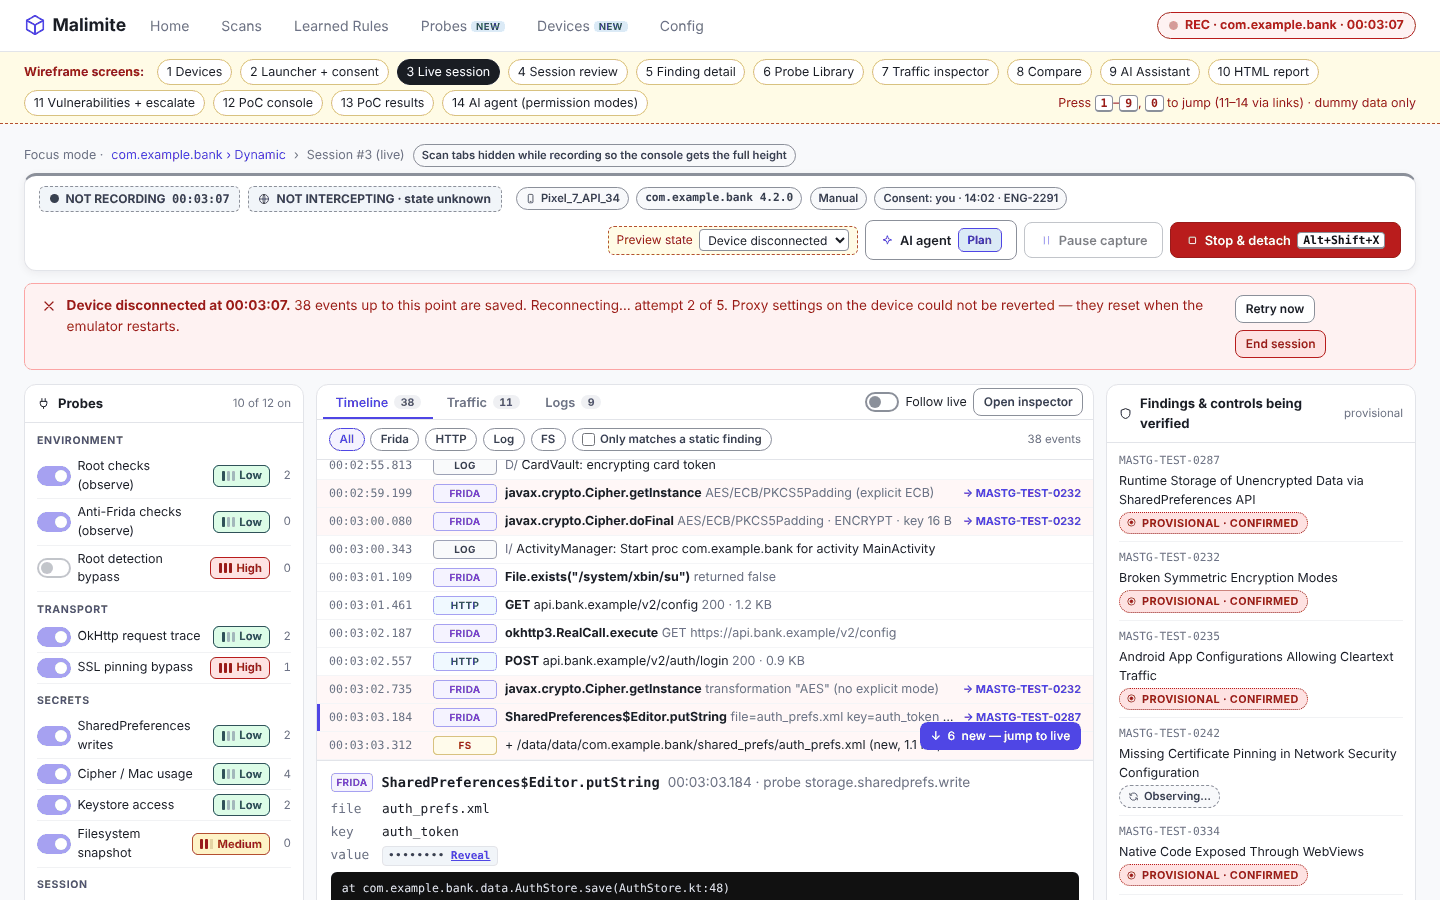 Malimite
Home
Scans
Learned Rules
Probes NEW
Devices NEW
Config
REC · com.example.bank · 00:03:07
Wireframe screens:
1 Devices
2 Launcher + consent
3 Live session
4 Session review
5 Finding detail
6 Probe Library
7 Traffic inspector
8 Compare
9 AI Assistant
10 HTML report
11 Vulnerabilities + escalate
12 PoC console
13 PoC results
14 AI agent (permission modes)
Press 1–9, 0 to jump (11–14 via links) · dummy data only
Focus mode · com.example.bank › Dynamic › Session #3 (live)
Scan tabs hidden while recording so the console gets the full height
NOT RECORDING 00:03:07
NOT INTERCEPTING · state unknown
Pixel_7_API_34
com.example.bank 4.2.0
Manual
Consent: you · 14:02 · ENG-2291
Preview state Device disconnected
AI agent Plan
Pause capture
Stop & detach Alt+Shift+X
Device disconnected at 00:03:07. 38 events up to this point are saved. Reconnecting… attempt 2 of 5. Proxy settings on the device could not be reverted — they reset when the
emulator restarts.
Retry now
End session
Probes
10 of 12 on
ENVIRONMENT
Root checks
(observe)
Low 2
Anti-Frida checks
(observe)
Low 0
Root detection
bypass
High 0
TRANSPORT
OkHttp request trace Low 2
SSL pinning bypass High 1
SECRETS
SharedPreferences
writes
Low 2
Cipher / Mac usage Low 4
Keystore access Low 2
Filesystem
snapshot
Medium 0
SESSION
Timeline 38
Traffic 11
Logs 9
Follow live
Open inspector
All
Frida
HTTP
Log
FS
Only matches a static finding
38 events
00:02:55.813 LOG D/ CardVault: encrypting card token
00:02:59.199 FRIDA javax.crypto.Cipher.getInstance AES/ECB/PKCS5Padding (explicit ECB) → MASTG-TEST-0232
00:03:00.080 FRIDA javax.crypto.Cipher.doFinal AES/ECB/PKCS5Padding · ENCRYPT · key 16 B → MASTG-TEST-0232
00:03:00.343 LOG I/ ActivityManager: Start proc com.example.bank for activity MainActivity
00:03:01.109 FRIDA File.exists("/system/xbin/su") returned false
00:03:01.461 HTTP GET api.bank.example/v2/config 200 · 1.2 KB
00:03:02.187 FRIDA okhttp3.RealCall.execute GET https://api.bank.example/v2/config
00:03:02.557 HTTP POST api.bank.example/v2/auth/login 200 · 0.9 KB
00:03:02.735 FRIDA javax.crypto.Cipher.getInstance transformation "AES" (no explicit mode) → MASTG-TEST-0232
00:03:03.184 FRIDA SharedPreferences$Editor.putString file=auth_prefs.xml key=auth_token … → MASTG-TEST-0287
00:03:03.312 FS + /data/data/com.example.bank/shared_prefs/auth_prefs.xml (new, 1.1
↓ 6 new — jump to live
FRIDA SharedPreferences$Editor.putString 00:03:03.184 · probe storage.sharedprefs.write
file auth_prefs.xml
key auth_token
value •••••••• Reveal
at com.example.bank.data.AuthStore.save(AuthStore.kt:48)
Findings & controls being
verified
provisional
MASTG-TEST-0287
Runtime Storage of Unencrypted Data via
SharedPreferences API
PROVISIONAL · CONFIRMED
MASTG-TEST-0232
Broken Symmetric Encryption Modes
PROVISIONAL · CONFIRMED
MASTG-TEST-0235
Android App Configurations Allowing Cleartext
Traffic
PROVISIONAL · CONFIRMED
MASTG-TEST-0242
Missing Certificate Pinning in Network Security
Configuration
Observing…
MASTG-TEST-0334
Native Code Exposed Through WebViews
PROVISIONAL · CONFIRMED